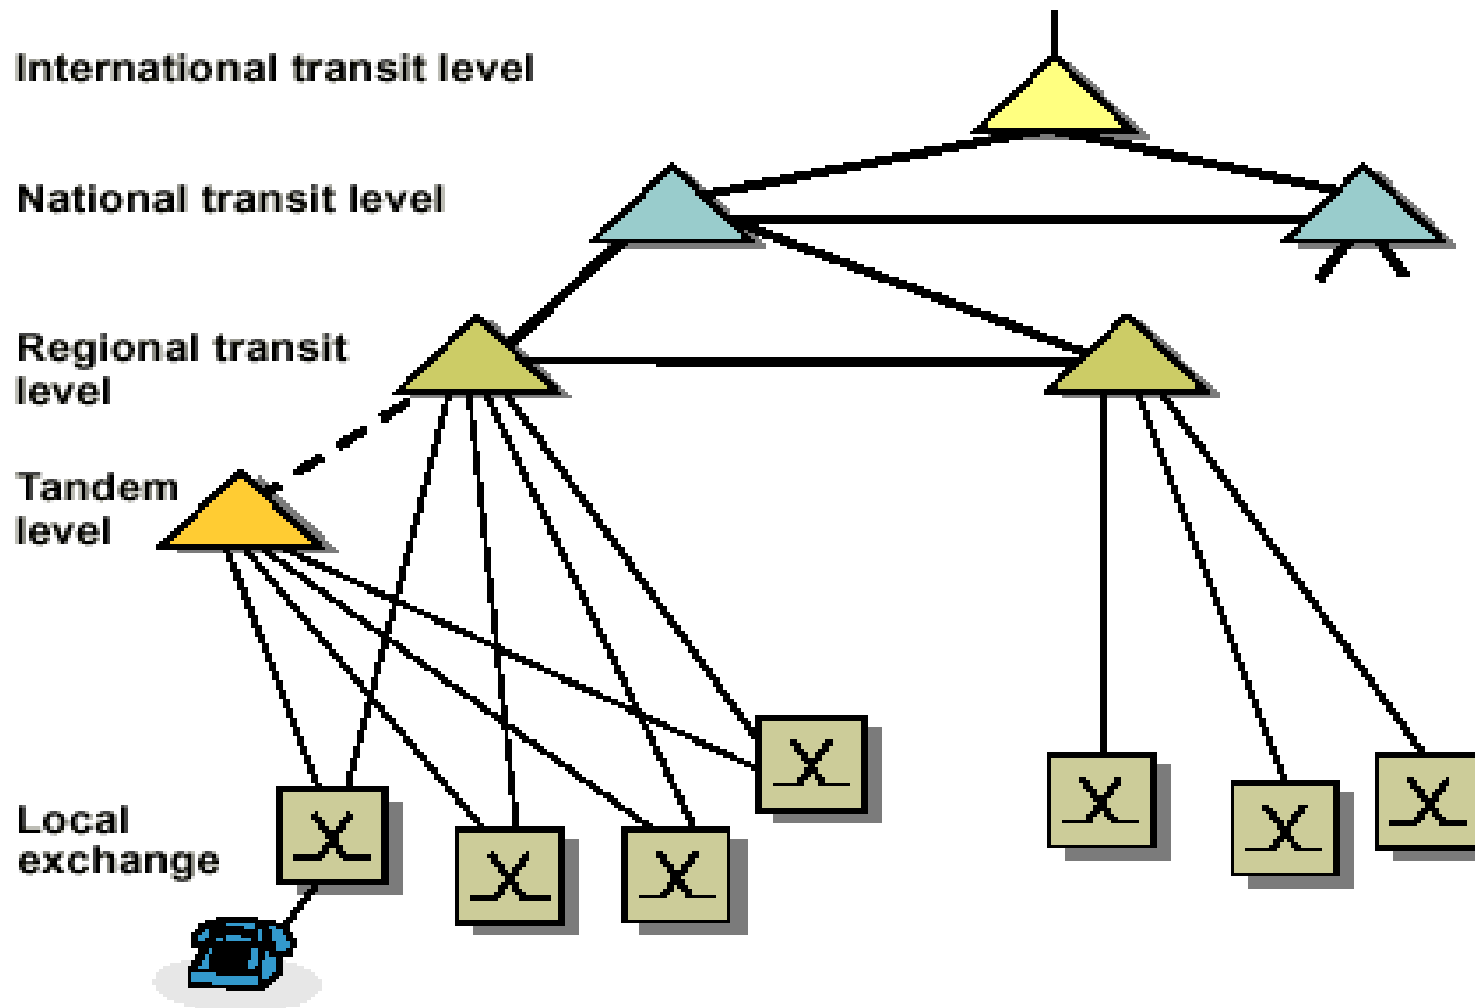 International transit level
National transit level
Regional transit
level
Tandem
level
Local
exchange